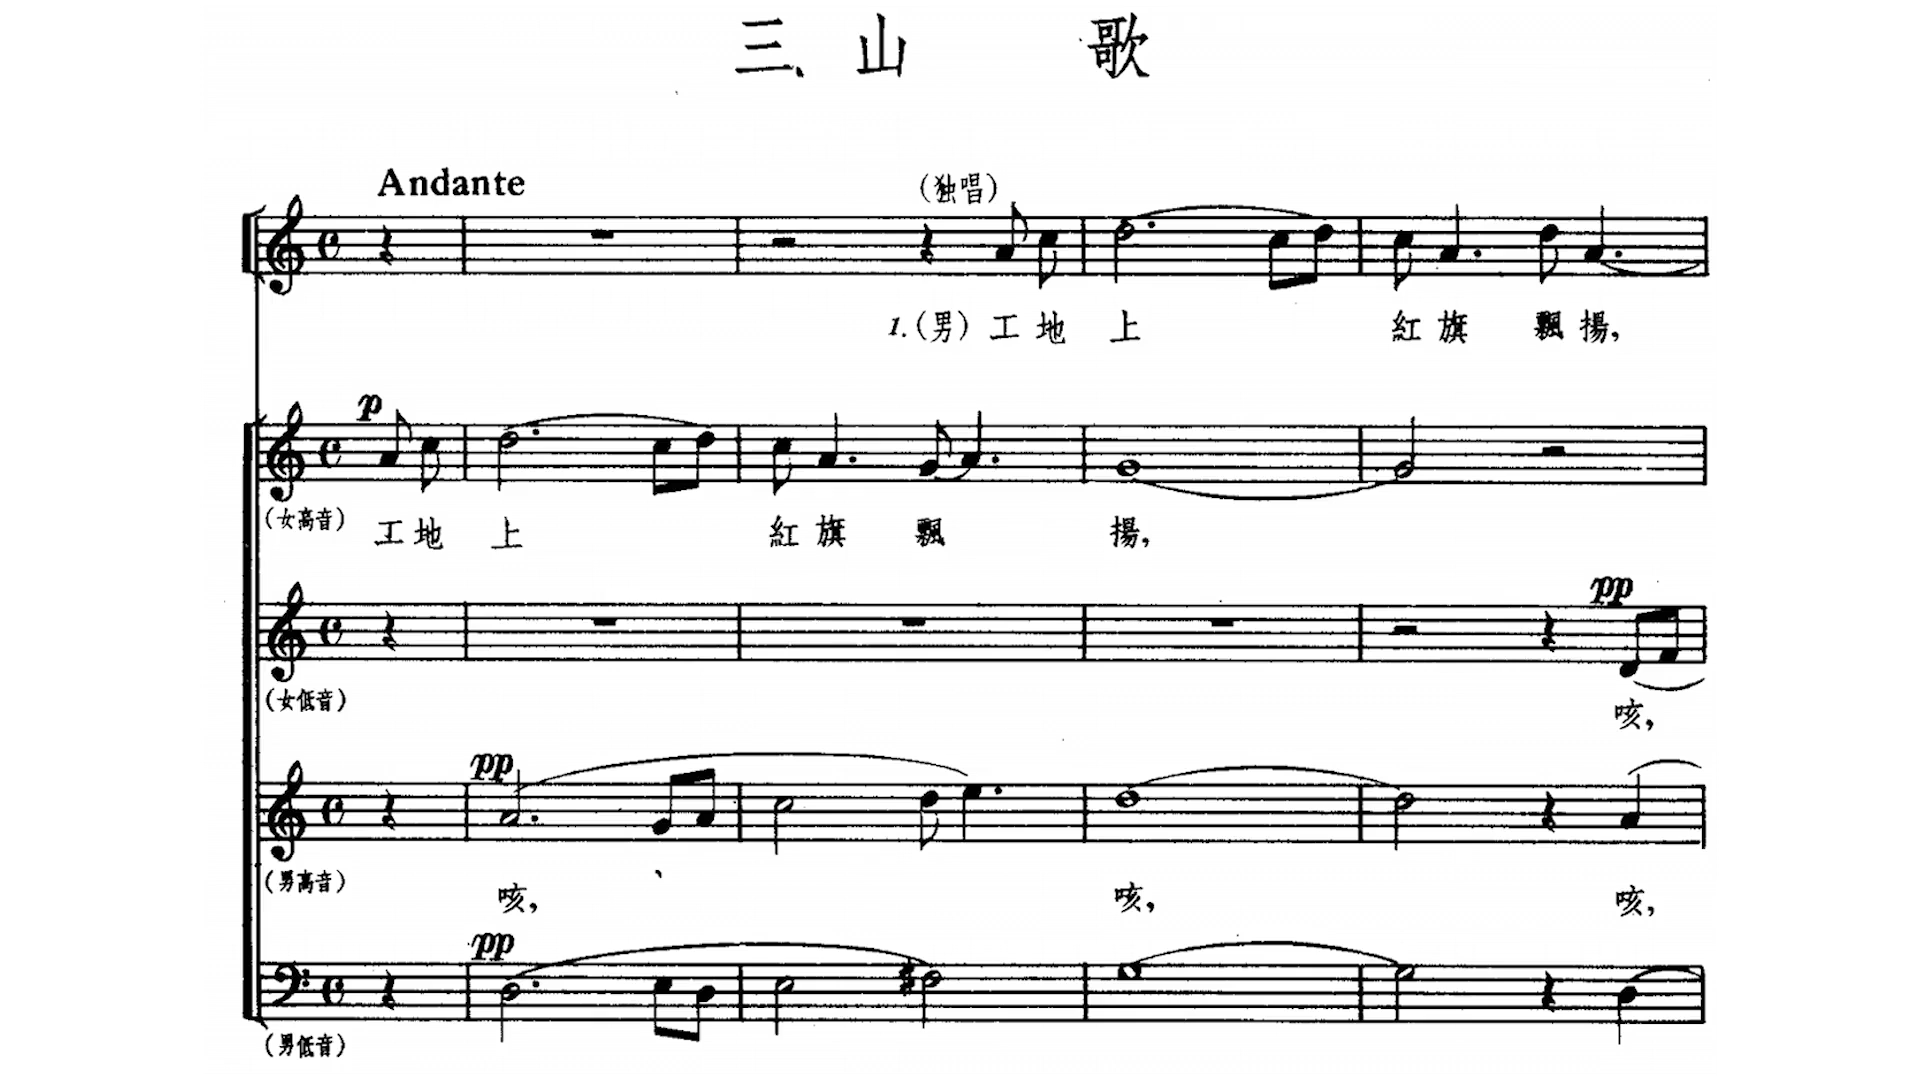 三、山 歌
Andante
(独唱)
1.(男)工地上 紅旗飄揚,
p
(女高音) 工地上 紅旗飄 揚,
pp
(女低音) 咳,
pp
(男高音) 咳, 咳, 咳,
pp
(男低音)